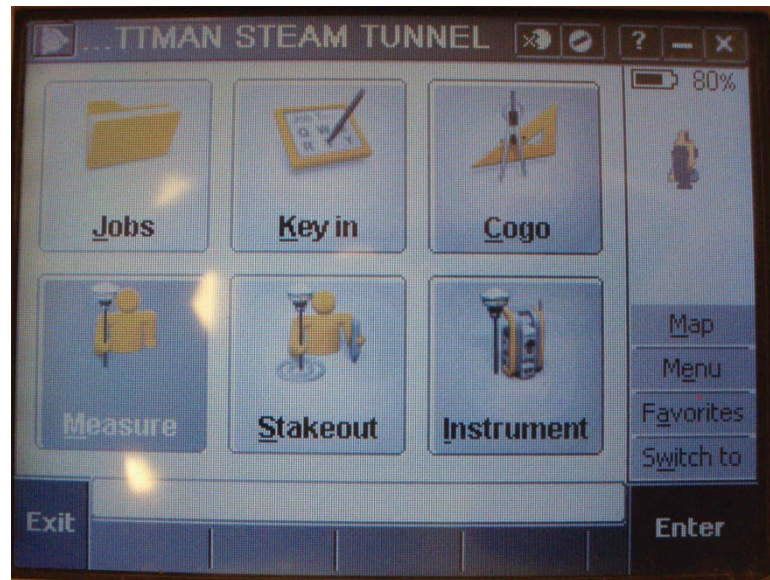 ...TTMAN STEAM TUNNEL ? – X
80%
Jobs Key in Cogo
Map
Menu
Measure Stakeout Instrument
Favorites
Switch to
Exit Enter